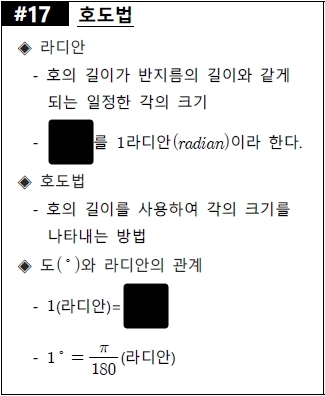 #17 호도법
◈ 라디안
- 호의 길이가 반지름의 길이와 같게
되는 일정한 각의 크기
- 를 1라디안(radian)이라 한다.
◈ 호도법
- 호의 길이를 사용하여 각의 크기를
나타내는 방법
◈ 도(°)와 라디안의 관계
- 1(라디안)=
- 1° = π/180 (라디안)